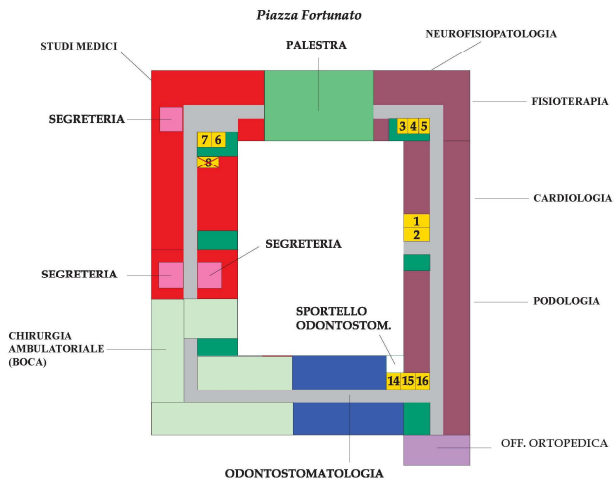 Piazza Fortunato
NEUROFISIOPATOLOGIA
STUDI MEDICI
PALESTRA
FISIOTERAPIA
SEGRETERIA
3 4 5
7 6
8
CARDIOLOGIA
1
2
SEGRETERIA
SEGRETERIA
PODOLOGIA
SPORTELLO
ODONTOSTOM.
CHIRURGIA
AMBULATORIALE
(BOCA)
14 15 16
OFF. ORTOPEDICA
ODONTOSTOMATOLOGIA